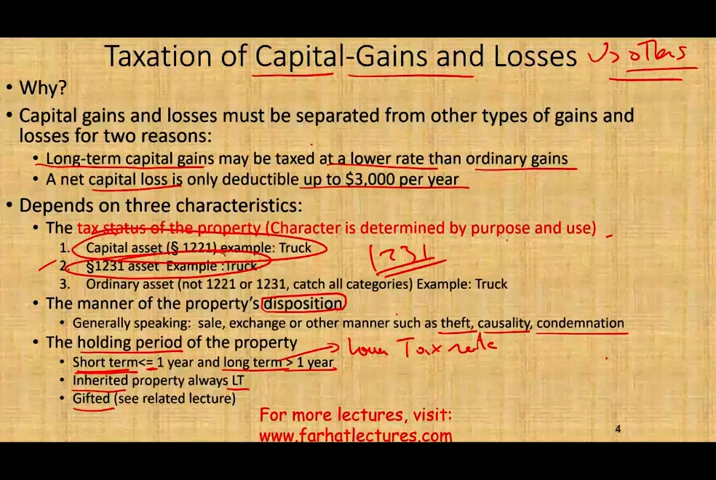 Taxation of Capital-Gains and Losses Vs others
• Why?
• Capital gains and losses must be separated from other types of gains and
losses for two reasons:
• Long-term capital gains may be taxed at a lower rate than ordinary gains
• A net capital loss is only deductible up to $3,000 per year
• Depends on three characteristics:
• The tax status of the property (Character is determined by purpose and use)
1. Capital asset (§ 1221) example: Truck
2. §1231 asset Example :Truck
1231
3. Ordinary asset (not 1221 or 1231, catch all categories) Example: Truck
• The manner of the property's disposition
• Generally speaking: sale, exchange or other manner such as theft, causality, condemnation
• The holding period of the property
lower Tax rate
• Short term<= 1 year and long term > 1 year
• Inherited property always LT
• Gifted (see related lecture)
For more lectures, visit:
www.farhatlectures.com
4